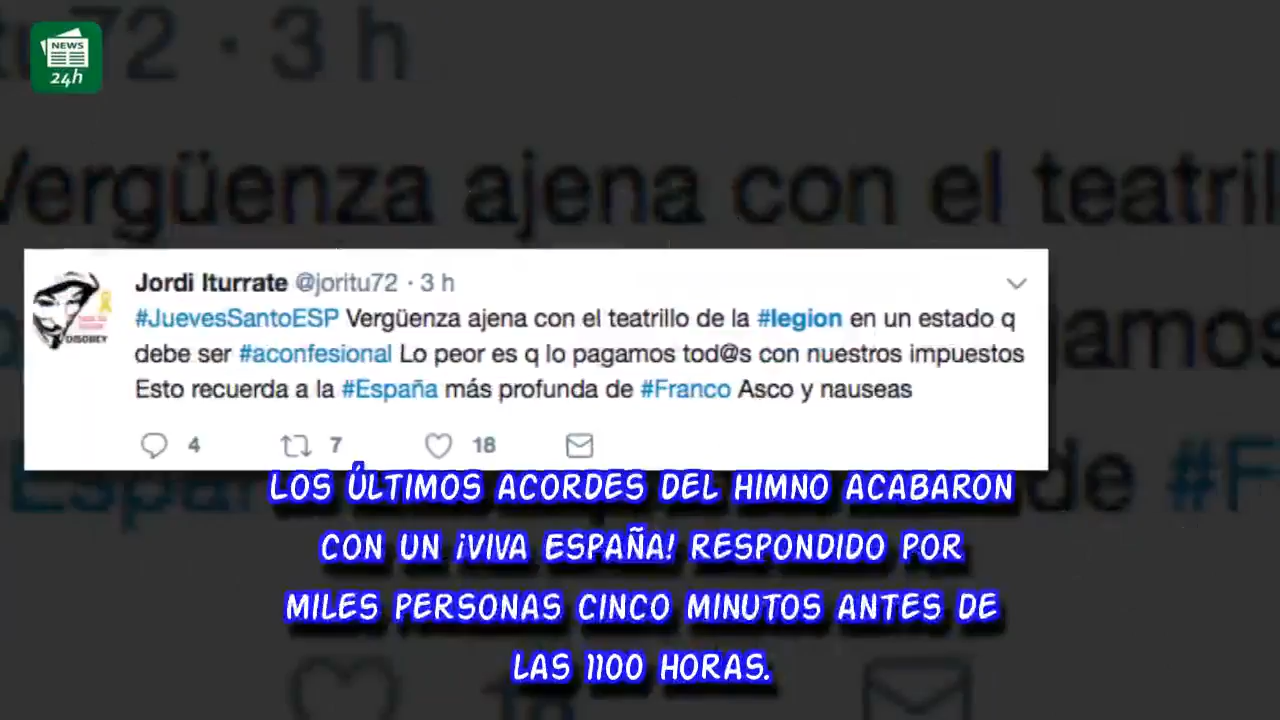 tu72 · 3 h
NEWS
24h
Vergüenza ajena con el teatril
Jordi Iturrate @joritu72 · 3 h
#JuevesSantoESP Vergüenza ajena con el teatrillo de la #legion en un estado q
debe ser #aconfesional Lo peor es q lo pagamos tod@s con nuestros impuestos
Esto recuerda a la #España más profunda de #Franco Asco y nauseas
4 7 18
DISOBEY
LOS ÚLTIMOS ACORDES DEL HIMNO ACABARON
CON UN ¡VIVA ESPAÑA! RESPONDIDO POR
MILES PERSONAS CINCO MINUTOS ANTES DE
LAS 1100 HORAS.